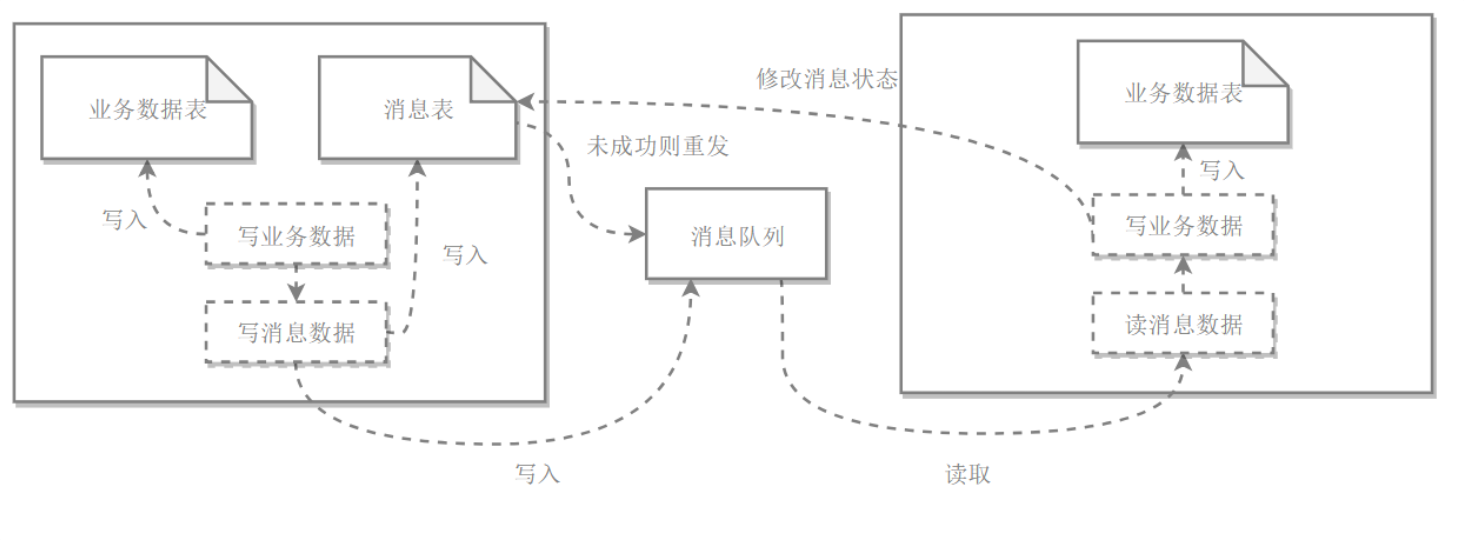 业务数据表
消息表
写入
写业务数据
写入
写消息数据
写入
修改消息状态
未成功则重发
消息队列
读取
业务数据表
写入
写业务数据
读消息数据